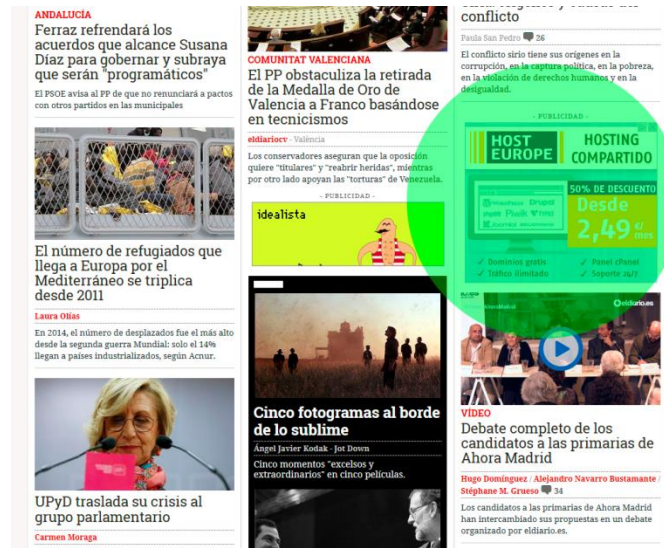 ANDALUCÍA
Ferraz refrendará los
acuerdos que alcance Susana
Díaz para gobernar y subraya
que serán "programáticos"
El PSOE avisa al PP de que no renunciará a pactos
con otros partidos en las municipales
El número de refugiados que
llega a Europa por el
Mediterráneo se triplica
desde 2011
Laura Olías
En 2014, el número de desplazados fue el más alto
desde la segunda guerra Mundial: solo el 14%
llegan a países industrializados, según Acnur.
UPyD traslada su crisis al
grupo parlamentario
Carmen Moraga
COMUNITAT VALENCIANA
El PP obstaculiza la retirada
de la Medalla de Oro de
Valencia a Franco basándose
en tecnicismos
eldiariocv - València
Los conservadores aseguran que la oposición
quiere "titulares" y "reabrir heridas", mientras
por otro lado apoyan las "torturas" de Venezuela.
- PUBLICIDAD -
idealista
Cinco fotogramas al borde
de lo sublime
Ángel Javier Kodak - Jot Down
Cinco momentos "excelsos y
extraordinarios" en cinco películas.
conflicto
Paula San Pedro 26
El conflicto sirio tiene sus orígenes en la
corrupción, en la captura política, en la pobreza,
en la violación de derechos humanos y en la
desigualdad.
- PUBLICIDAD -
HOST
EUROPE
HOSTING
COMPARTIDO
WordPress Drupal
Piwik
Joomla!
50% DE DESCUENTO
Desde
2,49 €/
mes
✓ Dominios gratis
✓ Tráfico ilimitado
✓ Panel cPanel
✓ Soporte 24/7
eldiario.es
VÍDEO
Debate completo de los
candidatos a las primarias de
Ahora Madrid
Hugo Domínguez / Alejandro Navarro Bustamante /
Stéphane M. Grueso 34
Los candidatos a las primarias de Ahora Madrid
han intercambiado sus propuestas en un debate
organizado por eldiario.es.